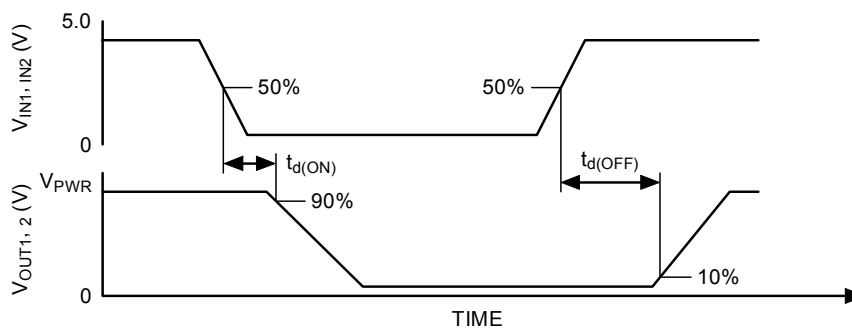 5.0
V_IN1, IN2 (V)
50%
50%
0
t_d(ON)
t_d(OFF)
V_PWR
90%
V_OUT1, 2 (V)
10%
0
TIME